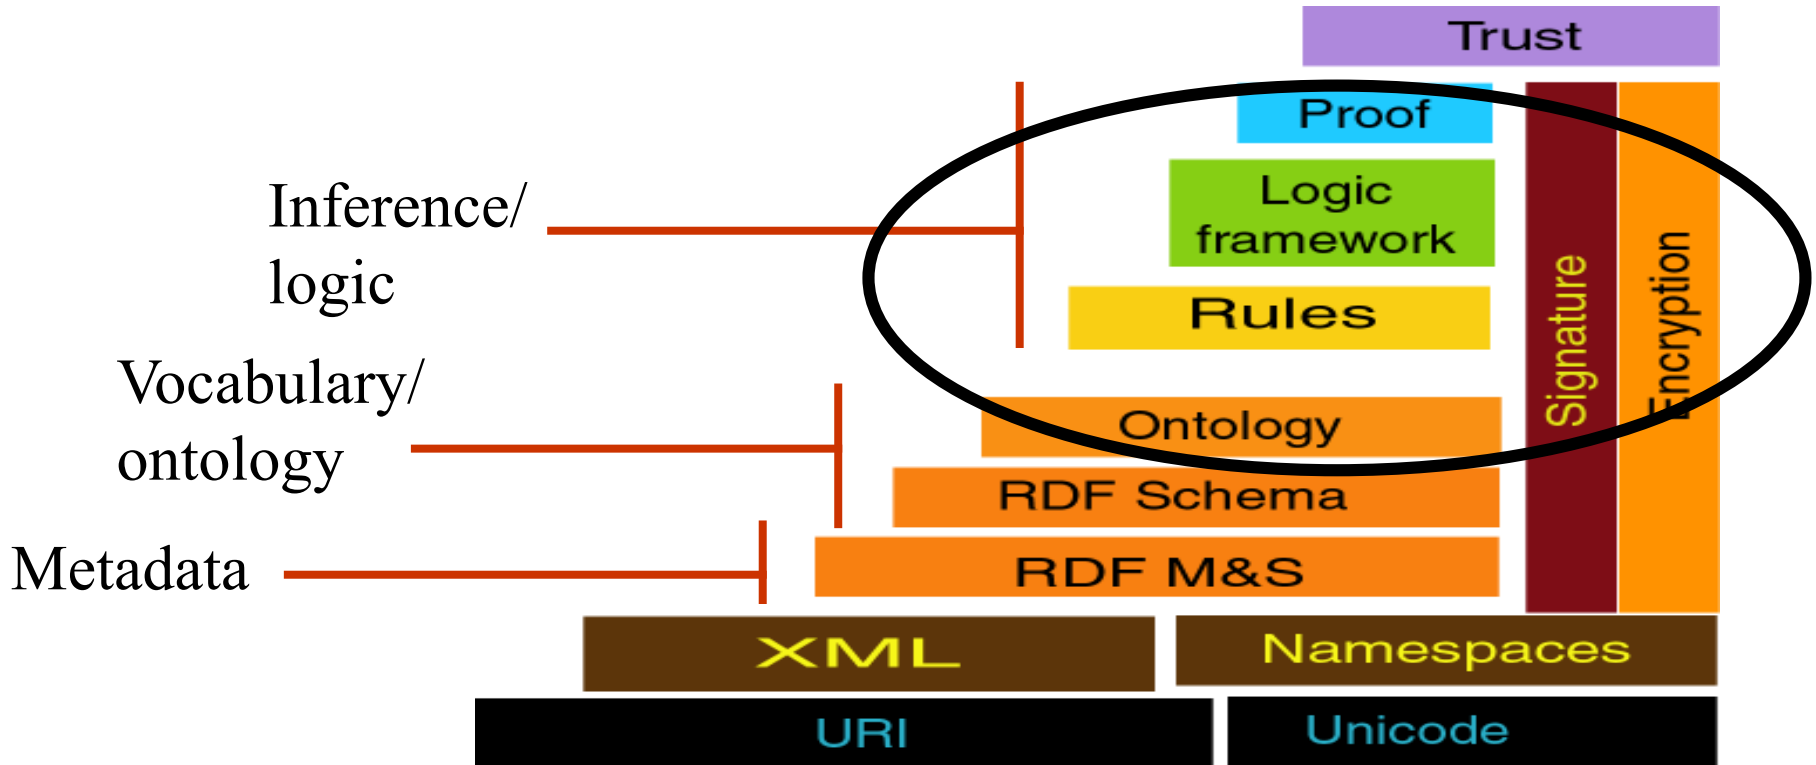 Trust
Proof
Inference/
logic
Logic
framework
Rules
Signature
Encryption
Vocabulary/
ontology
Ontology
RDF Schema
Metadata
RDF M&S
XML
Namespaces
URI
Unicode